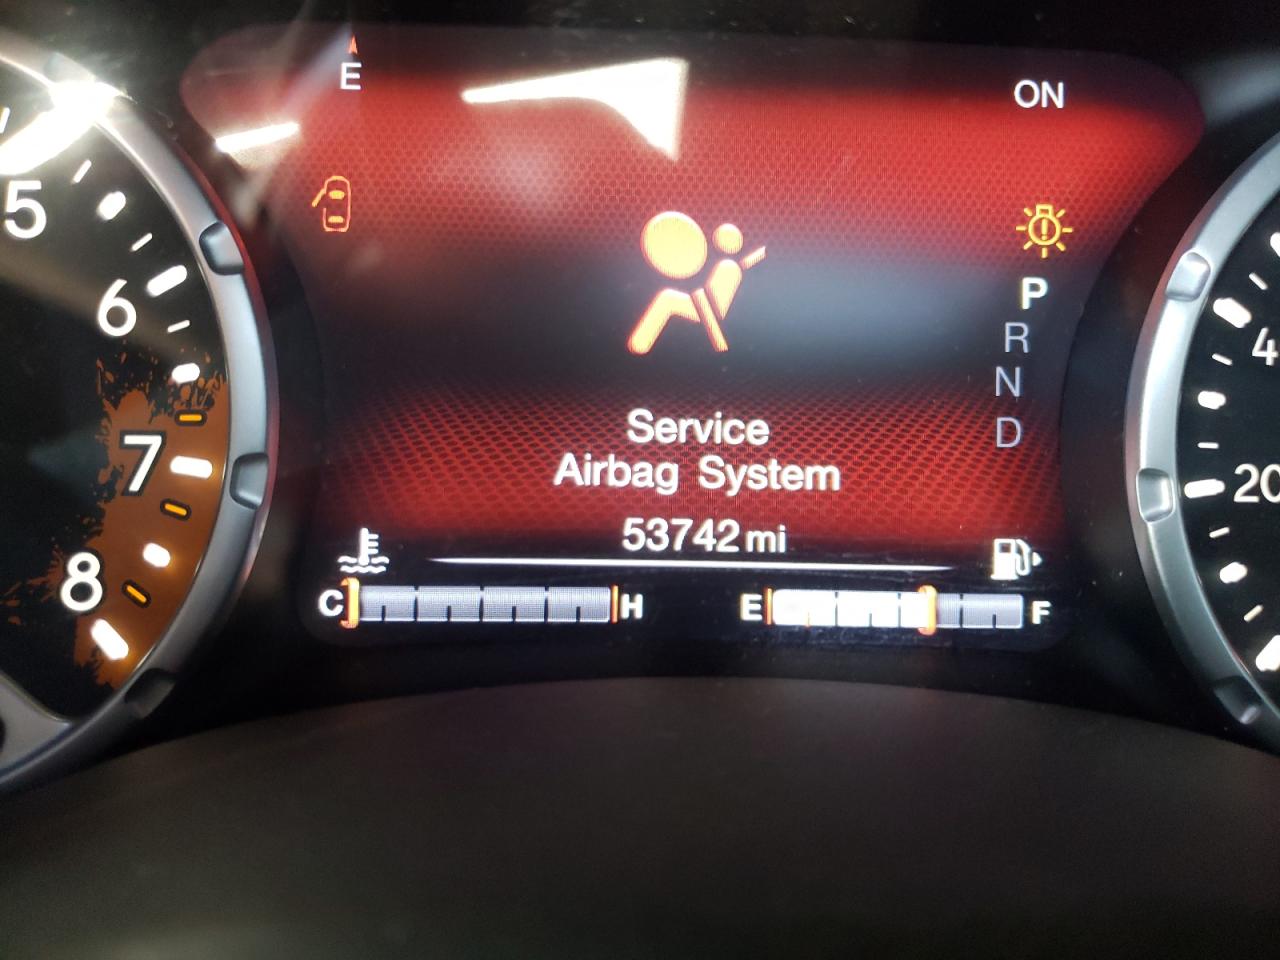 E
ON
5
6
7
8
P
R
N
D
Service
Airbag System
53742 mi
C H
E F
4
20